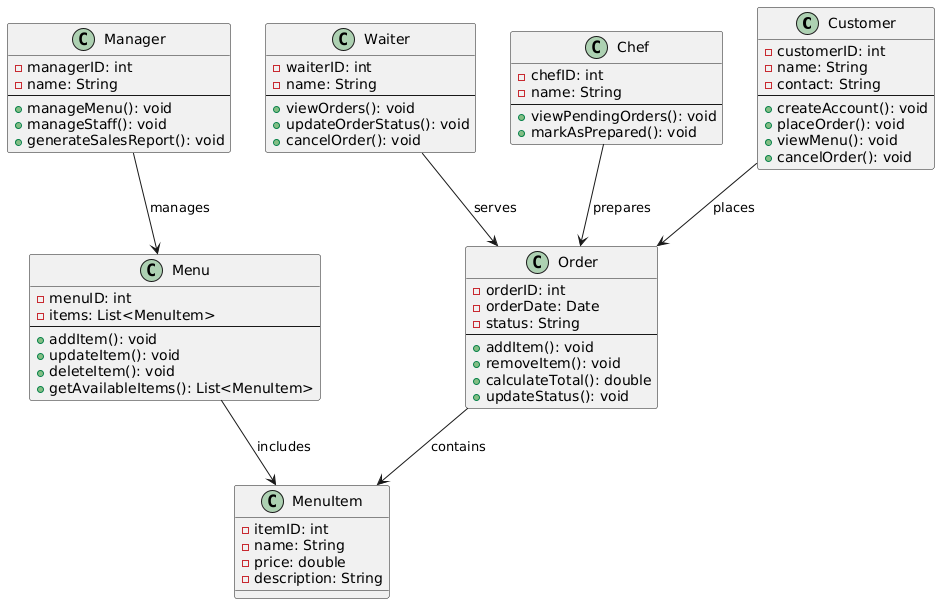 C Manager
managerID: int
name: String
manageMenu(): void
manageStaff(): void
generateSalesReport(): void
C Waiter
waiterID: int
name: String
viewOrders(): void
updateOrderStatus(): void
cancelOrder(): void
C Chef
chefID: int
name: String
viewPendingOrders(): void
markAsPrepared(): void
C Customer
customerID: int
name: String
contact: String
createAccount(): void
placeOrder(): void
viewMenu(): void
cancelOrder(): void
manages
serves
prepares
places
C Menu
menuID: int
items: List<MenuItem>
addItem(): void
updateItem(): void
deleteItem(): void
getAvailableItems(): List<MenuItem>
C Order
orderID: int
orderDate: Date
status: String
addItem(): void
removeItem(): void
calculateTotal(): double
updateStatus(): void
includes
contains
C MenuItem
itemID: int
name: String
price: double
description: String